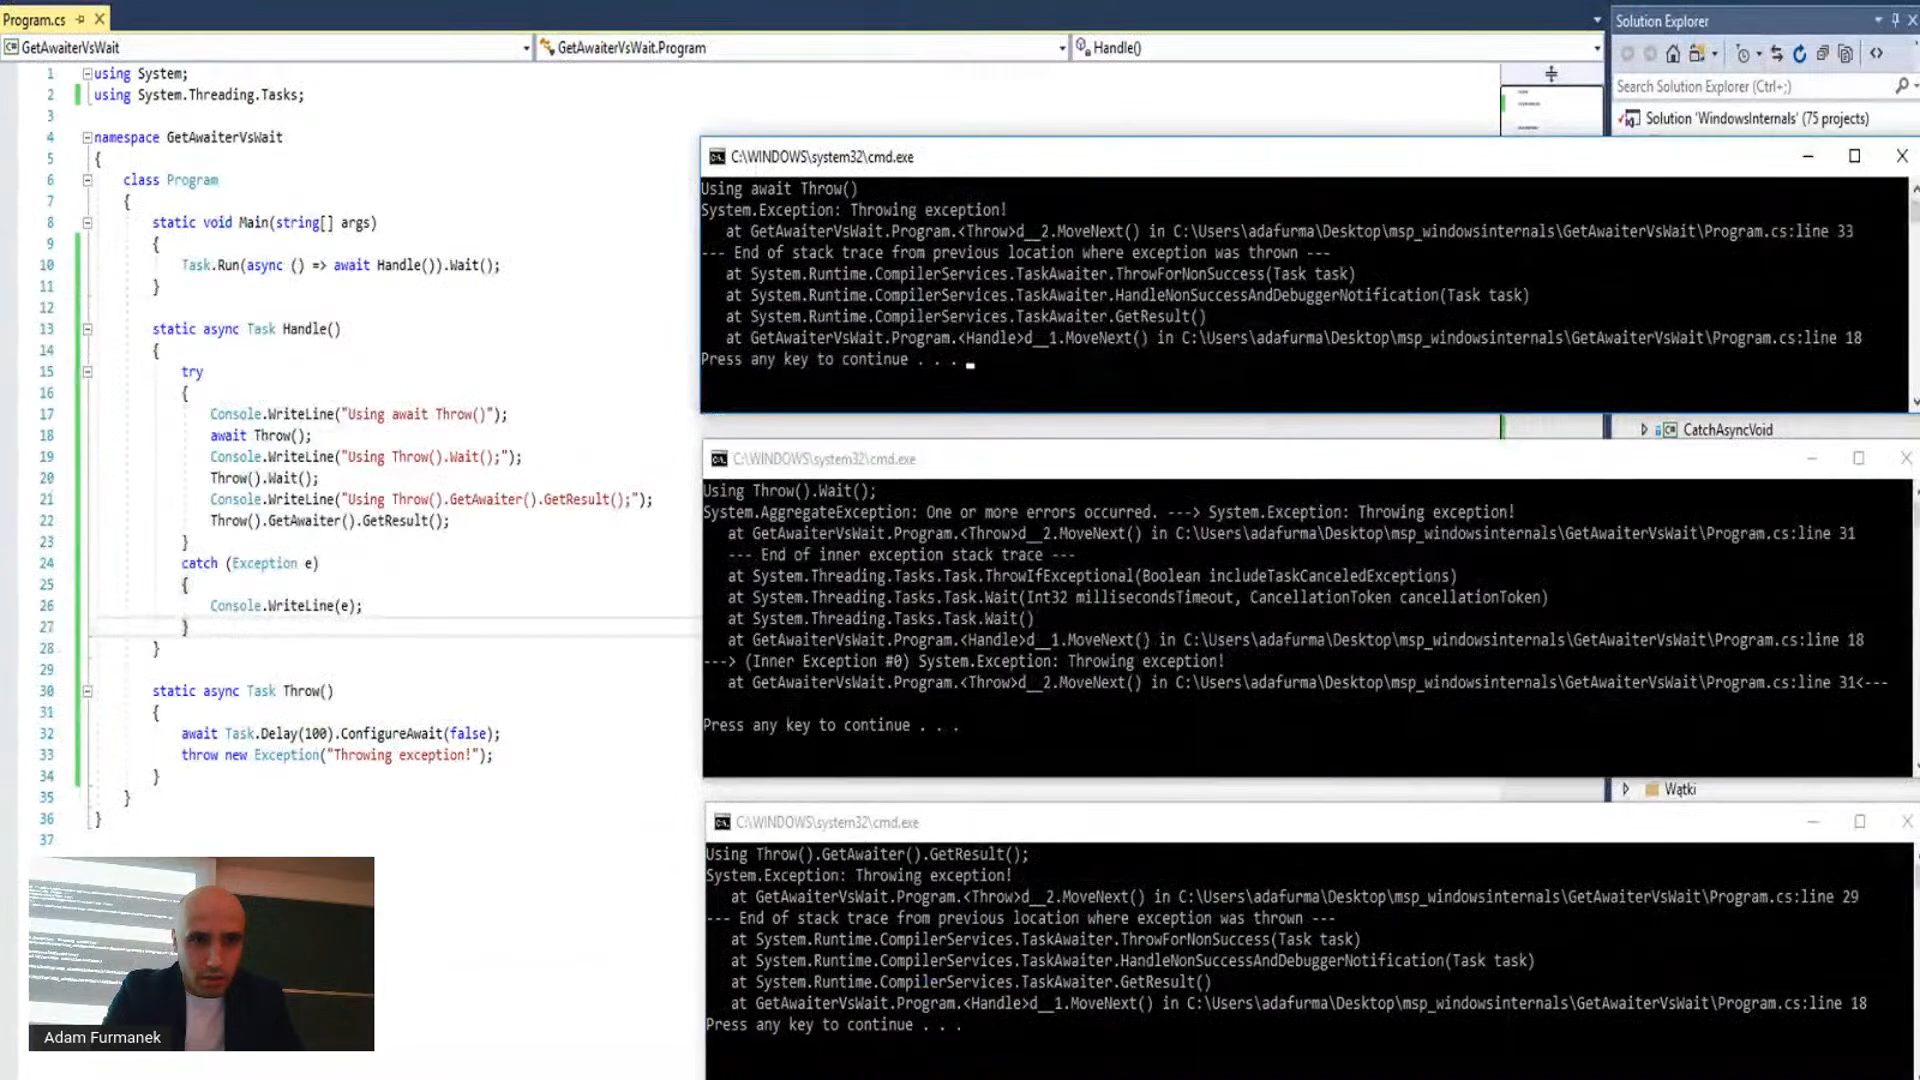 Program.cs
GetAwaiterVsWait
GetAwaiterVsWait.Program
Handle()
1 using System;
2 using System.Threading.Tasks;
3
4 namespace GetAwaiterVsWait
5 {
6 class Program
7 {
8 static void Main(string[] args)
9 {
10 Task.Run(async () => await Handle()).Wait();
11 }
12
13 static async Task Handle()
14 {
15 try
16 {
17 Console.WriteLine("Using await Throw()");
18 await Throw();
19 Console.WriteLine("Using Throw().Wait();");
20 Throw().Wait();
21 Console.WriteLine("Using Throw().GetAwaiter().GetResult();");
22 Throw().GetAwaiter().GetResult();
23 }
24 catch (Exception e)
25 {
26 Console.WriteLine(e);
27 }
28 }
29
30 static async Task Throw()
31 {
32 await Task.Delay(100).ConfigureAwait(false);
33 throw new Exception("Throwing exception!");
34 }
35 }
36 }
37
Adam Furmanek
Solution Explorer
Search Solution Explorer (Ctrl+;)
Solution 'WindowsInternals' (75 projects)
C:\WINDOWS\system32\cmd.exe
Using await Throw()
System.Exception: Throwing exception!
at GetAwaiterVsWait.Program.<Throw>d__2.MoveNext() in C:\Users\adafurma\Desktop\msp_windowsinternals\GetAwaiterVsWait\Program.cs:line 33
--- End of stack trace from previous location where exception was thrown ---
at System.Runtime.CompilerServices.TaskAwaiter.ThrowForNonSuccess(Task task)
at System.Runtime.CompilerServices.TaskAwaiter.HandleNonSuccessAndDebuggerNotification(Task task)
at System.Runtime.CompilerServices.TaskAwaiter.GetResult()
at GetAwaiterVsWait.Program.<Handle>d__1.MoveNext() in C:\Users\adafurma\Desktop\msp_windowsinternals\GetAwaiterVsWait\Program.cs:line 18
Press any key to continue . . .
CatchAsyncVoid
C:\WINDOWS\system32\cmd.exe
Using Throw().Wait();
System.AggregateException: One or more errors occurred. ---> System.Exception: Throwing exception!
at GetAwaiterVsWait.Program.<Throw>d__2.MoveNext() in C:\Users\adafurma\Desktop\msp_windowsinternals\GetAwaiterVsWait\Program.cs:line 31
--- End of inner exception stack trace ---
at System.Threading.Tasks.Task.ThrowIfExceptional(Boolean includeTaskCanceledExceptions)
at System.Threading.Tasks.Task.Wait(Int32 millisecondsTimeout, CancellationToken cancellationToken)
at System.Threading.Tasks.Task.Wait()
at GetAwaiterVsWait.Program.<Handle>d__1.MoveNext() in C:\Users\adafurma\Desktop\msp_windowsinternals\GetAwaiterVsWait\Program.cs:line 18
---> (Inner Exception #0) System.Exception: Throwing exception!
at GetAwaiterVsWait.Program.<Throw>d__2.MoveNext() in C:\Users\adafurma\Desktop\msp_windowsinternals\GetAwaiterVsWait\Program.cs:line 31<---
Press any key to continue . . .
Wątki
C:\WINDOWS\system32\cmd.exe
Using Throw().GetAwaiter().GetResult();
System.Exception: Throwing exception!
at GetAwaiterVsWait.Program.<Throw>d__2.MoveNext() in C:\Users\adafurma\Desktop\msp_windowsinternals\GetAwaiterVsWait\Program.cs:line 29
--- End of stack trace from previous location where exception was thrown ---
at System.Runtime.CompilerServices.TaskAwaiter.ThrowForNonSuccess(Task task)
at System.Runtime.CompilerServices.TaskAwaiter.HandleNonSuccessAndDebuggerNotification(Task task)
at System.Runtime.CompilerServices.TaskAwaiter.GetResult()
at GetAwaiterVsWait.Program.<Handle>d__1.MoveNext() in C:\Users\adafurma\Desktop\msp_windowsinternals\GetAwaiterVsWait\Program.cs:line 18
Press any key to continue . . .